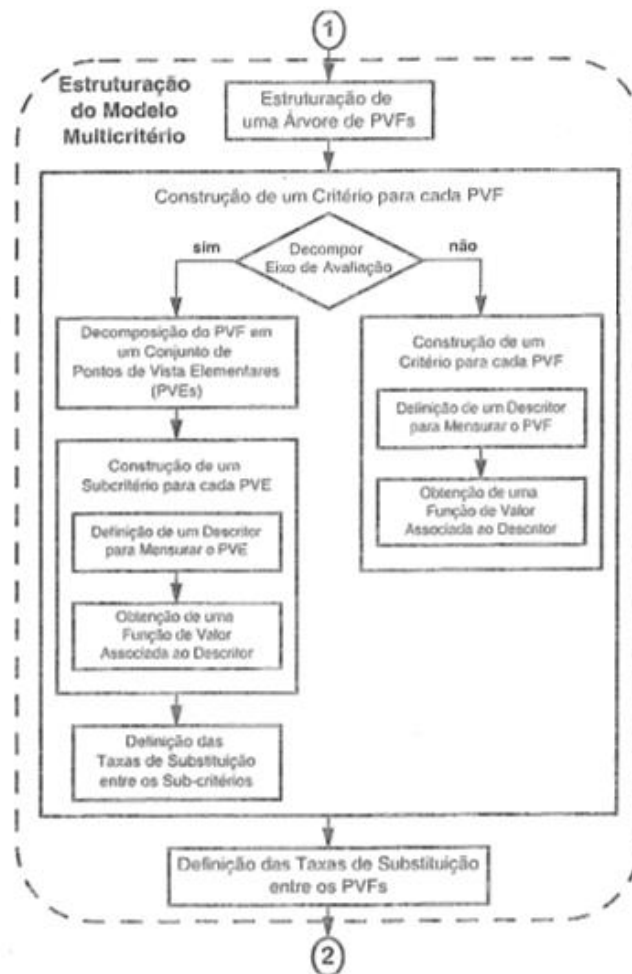 1
Estruturação
do Modelo
Multicritério
Estruturação de
uma Árvore de PVFs
Construção de um Critério para cada PVF
Decompor
Eixo de Avaliação
sim
não
Decomposição do PVF em
um Conjunto de
Pontos de Vista Elementares
(PVEs)
Construção de um
Subcritério para cada PVE
Definição de um Descritor
para Mensurar o PVE
Obtenção de uma
Função de Valor
Associada ao Descritor
Definição das
Taxas de Substituição
entre os Sub-critérios
Construção de um
Critério para cada PVF
Definição de um Descritor
para Mensurar o PVF
Obtenção de uma
Função de Valor
Associada ao Descritor
Definição das Taxas de Substituição
entre os PVFs
2